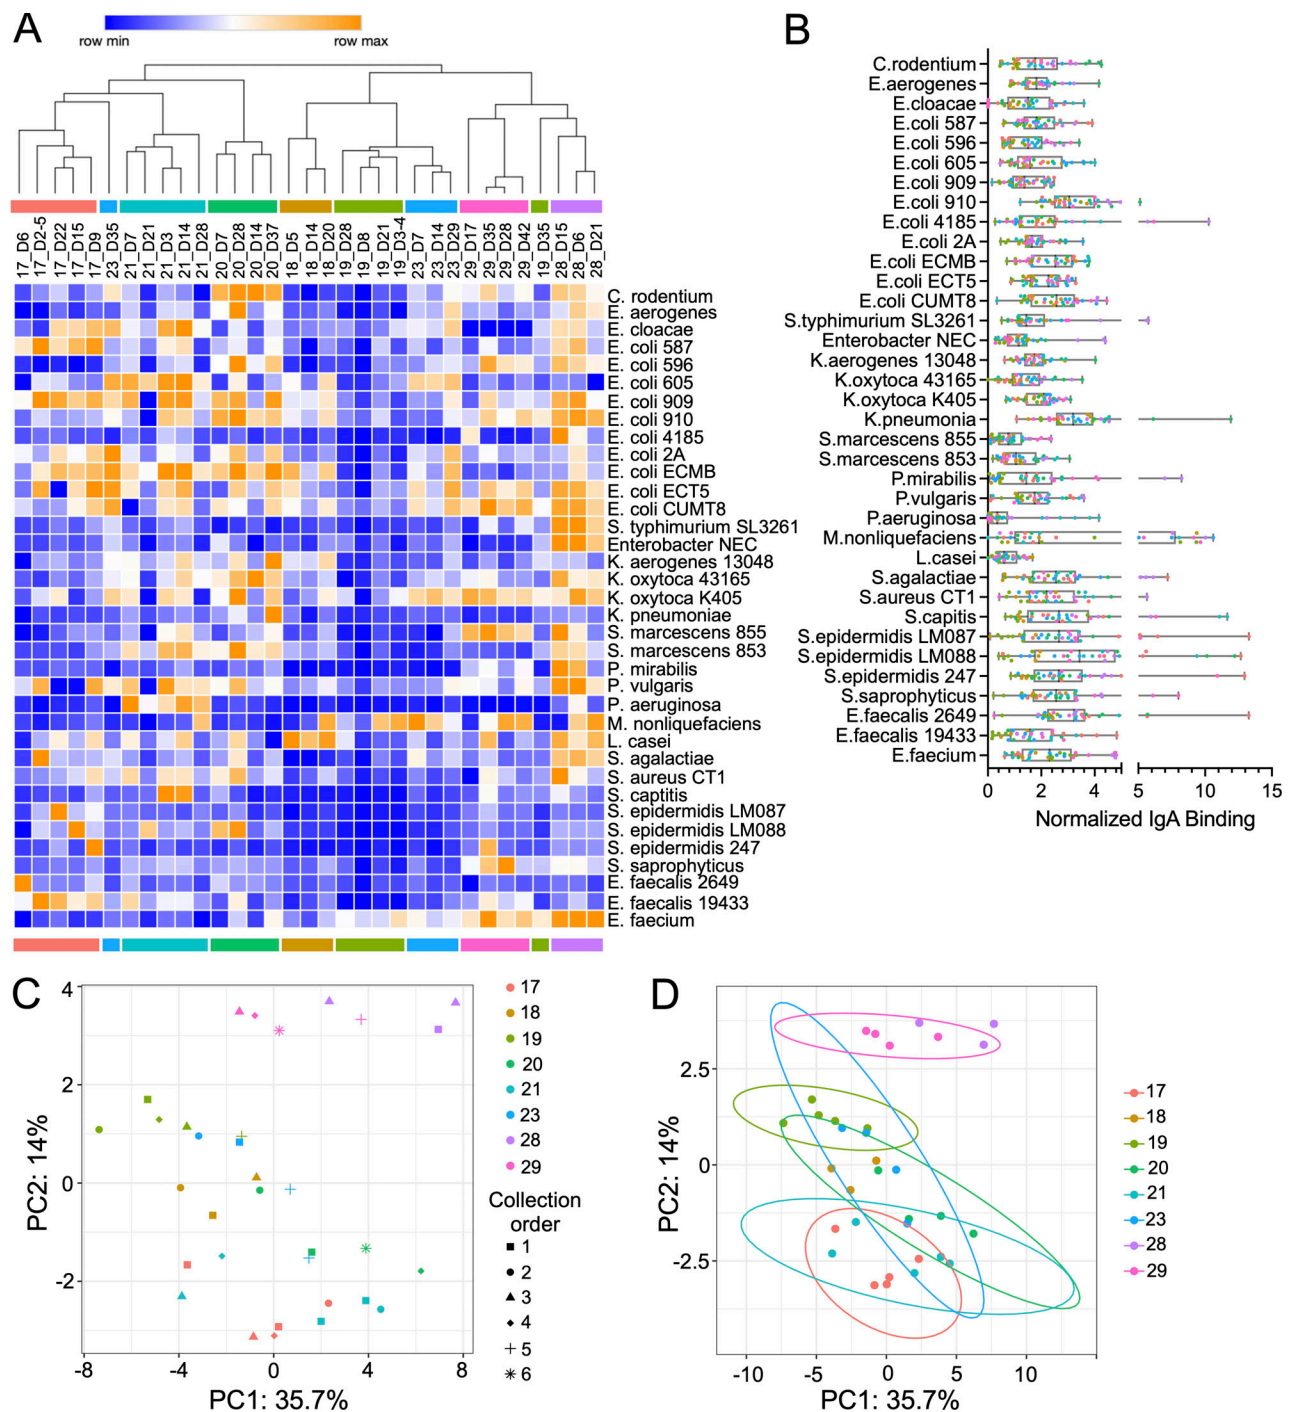 A
row min
row max
17_D6
17_D2-5
17_D22
17_D15
17_D9
23_D35
21_D7
21_D21
21_D3
21_D14
21_D28
20_D7
20_D28
20_D14
20_D37
18_D5
18_D14
18_D20
19_D28
19_D8
19_D21
19_D3-4
23_D7
23_D14
23_D29
29_D17
29_D35
29_D28
29_D42
19_D35
28_D15
28_D6
28_D21
C. rodentium
E. aerogenes
E. cloacae
E. coli 587
E. coli 596
E. coli 605
E. coli 909
E. coli 910
E. coli 4185
E. coli 2A
E. coli ECMB
E. coli ECT5
E. coli CUMT8
S. typhimurium SL3261
Enterobacter NEC
K. aerogenes 13048
K. oxytoca 43165
K. oxytoca K405
K. pneumoniae
S. marcescens 855
S. marcescens 853
P. mirabilis
P. vulgaris
P. aeruginosa
M. nonliquefaciens
L. casei
S. agalactiae
S. aureus CT1
S. captitis
S. epidermidis LM087
S. epidermidis LM088
S. epidermidis 247
S. saprophyticus
E. faecalis 2649
E. faecalis 19433
E. faecium
B
C.rodentium
E.aerogenes
E.cloacae
E.coli 587
E.coli 596
E.coli 605
E.coli 909
E.coli 910
E.coli 4185
E.coli 2A
E.coli ECMB
E.coli ECT5
E.coli CUMT8
S.typhimurium SL3261
Enterobacter NEC
K.aerogenes 13048
K.oxytoca 43165
K.oxytoca K405
K.pneumonia
S.marcescens 855
S.marcescens 853
P.mirabilis
P.vulgaris
P.aeruginosa
M.nonliquefaciens
L.casei
S.agalactiae
S.aureus CT1
S.capitis
S.epidermidis LM087
S.epidermidis LM088
S.epidermidis 247
S.saprophyticus
E.faecalis 2649
E.faecalis 19433
E.faecium
0 2 4 5 10 15
Normalized IgA Binding
C
4
2
0
-2
PC2: 14%
-8 -4 0 4 8
PC1: 35.7%
17
18
19
20
21
23
28
29
Collection
order
1
2
3
4
5
6
D
2.5
0
-2.5
PC2: 14%
-10 -5 0 5 10
PC1: 35.7%
17
18
19
20
21
23
28
29